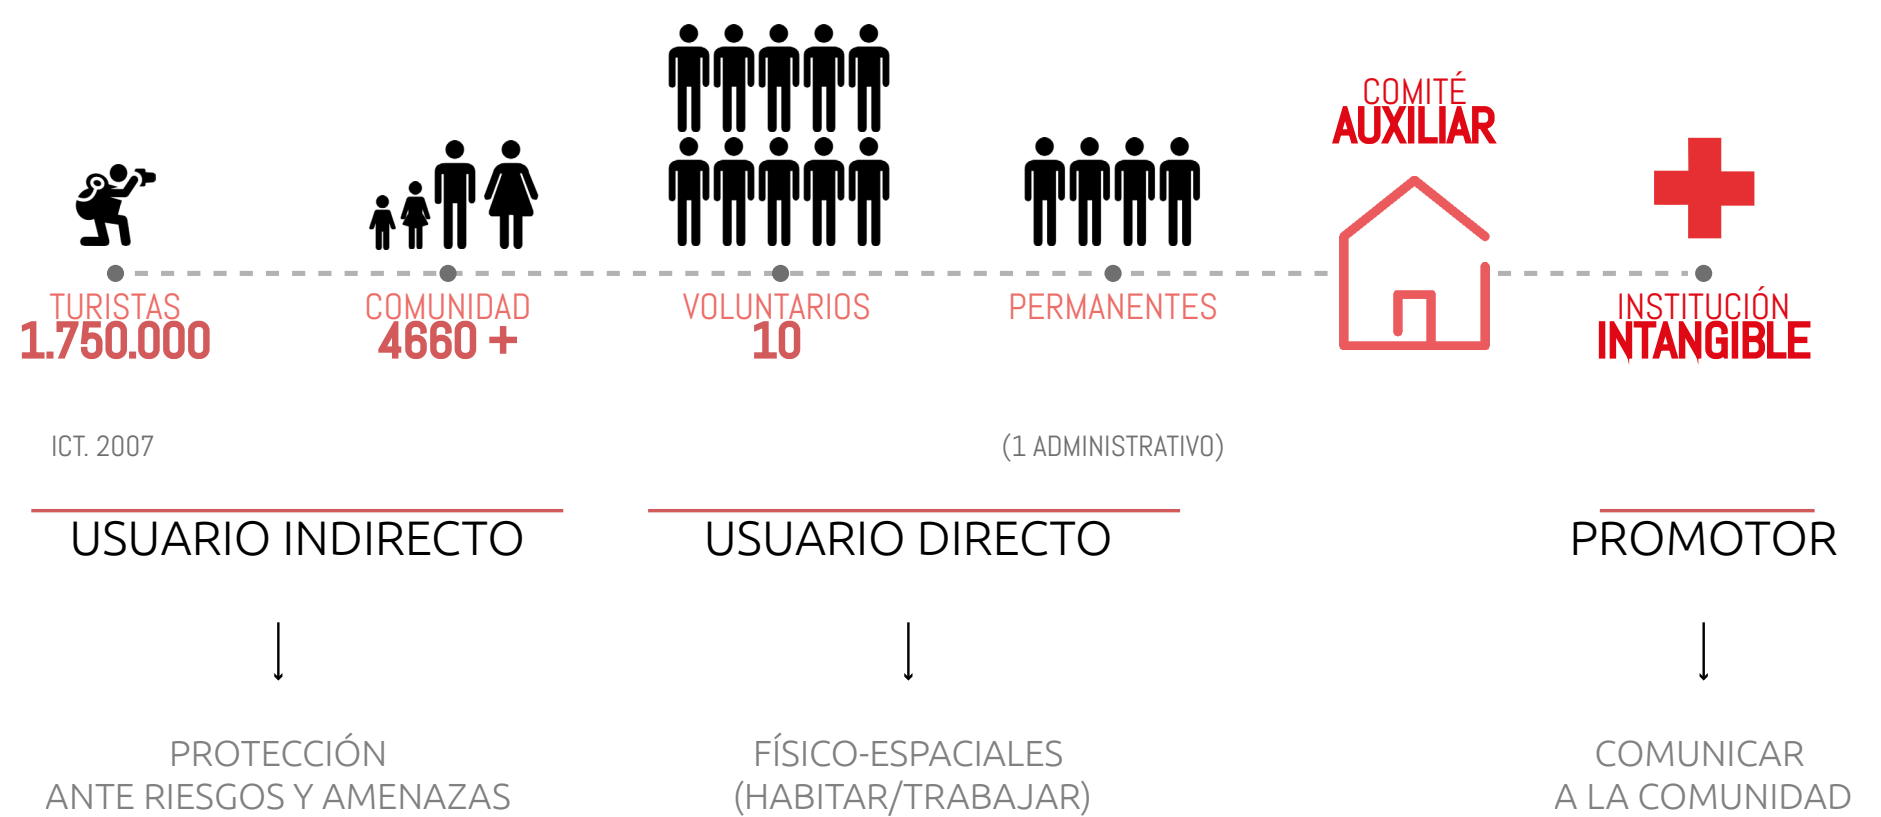 COMITÉ
AUXILIAR
TURISTAS
1.750.000
COMUNIDAD
4660 +
VOLUNTARIOS
10
PERMANENTES
INSTITUCIÓN
INTANGIBLE
ICT. 2007
(1 ADMINISTRATIVO)
USUARIO INDIRECTO
USUARIO DIRECTO
PROMOTOR
PROTECCIÓN
ANTE RIESGOS Y AMENAZAS
FÍSICO-ESPACIALES
(HABITAR/TRABAJAR)
COMUNICAR
A LA COMUNIDAD